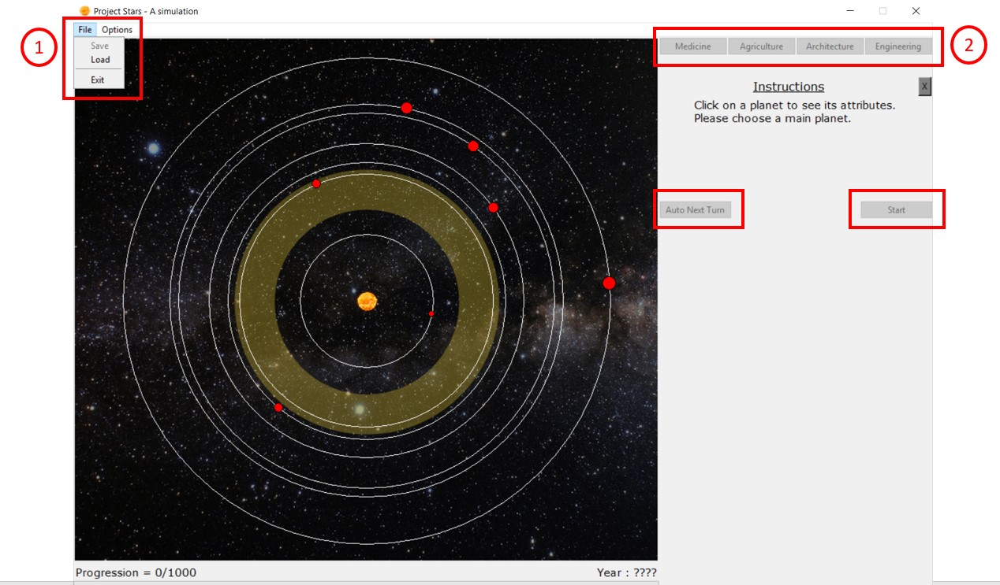 Project Stars - A simulation
File Options
1
Save
Load
Exit
Medicine Agriculture Architecture Engineering
2
Instructions
X
Click on a planet to see its attributes.
Please choose a main planet.
Auto Next Turn
Start
Progression = 0/1000
Year : ????